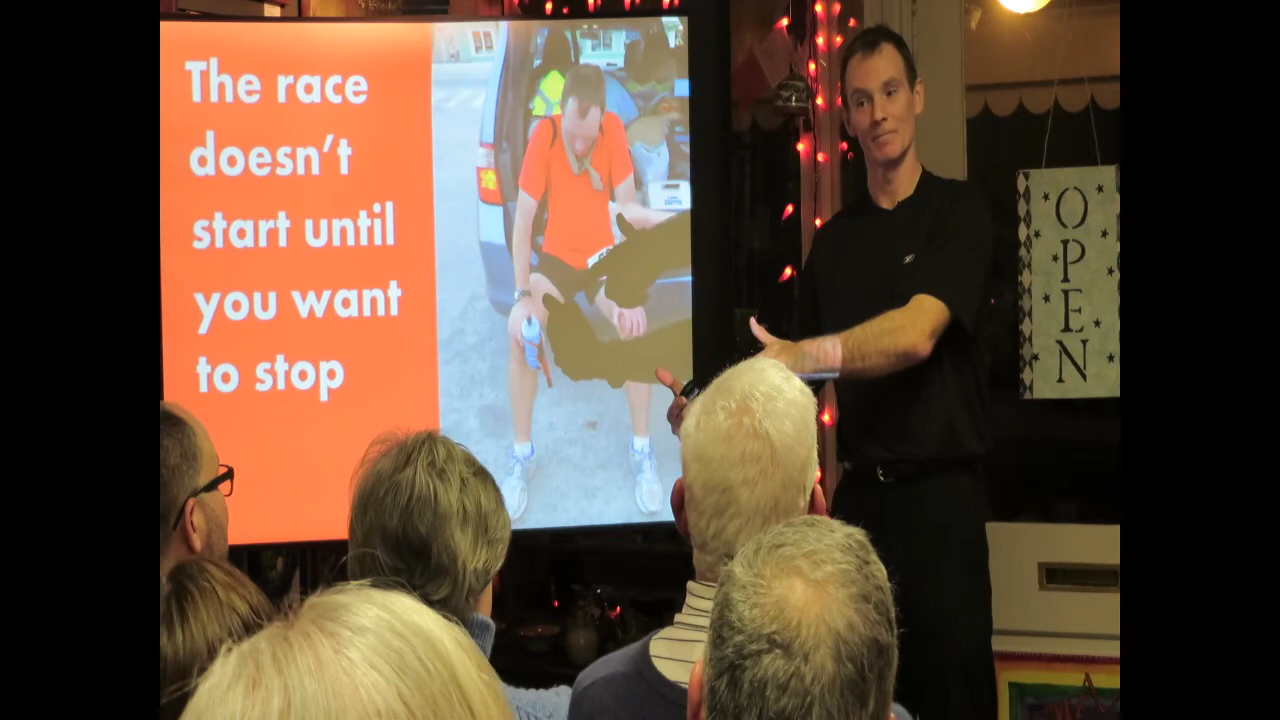 The race
doesn't
start until
you want
to stop
OPEN